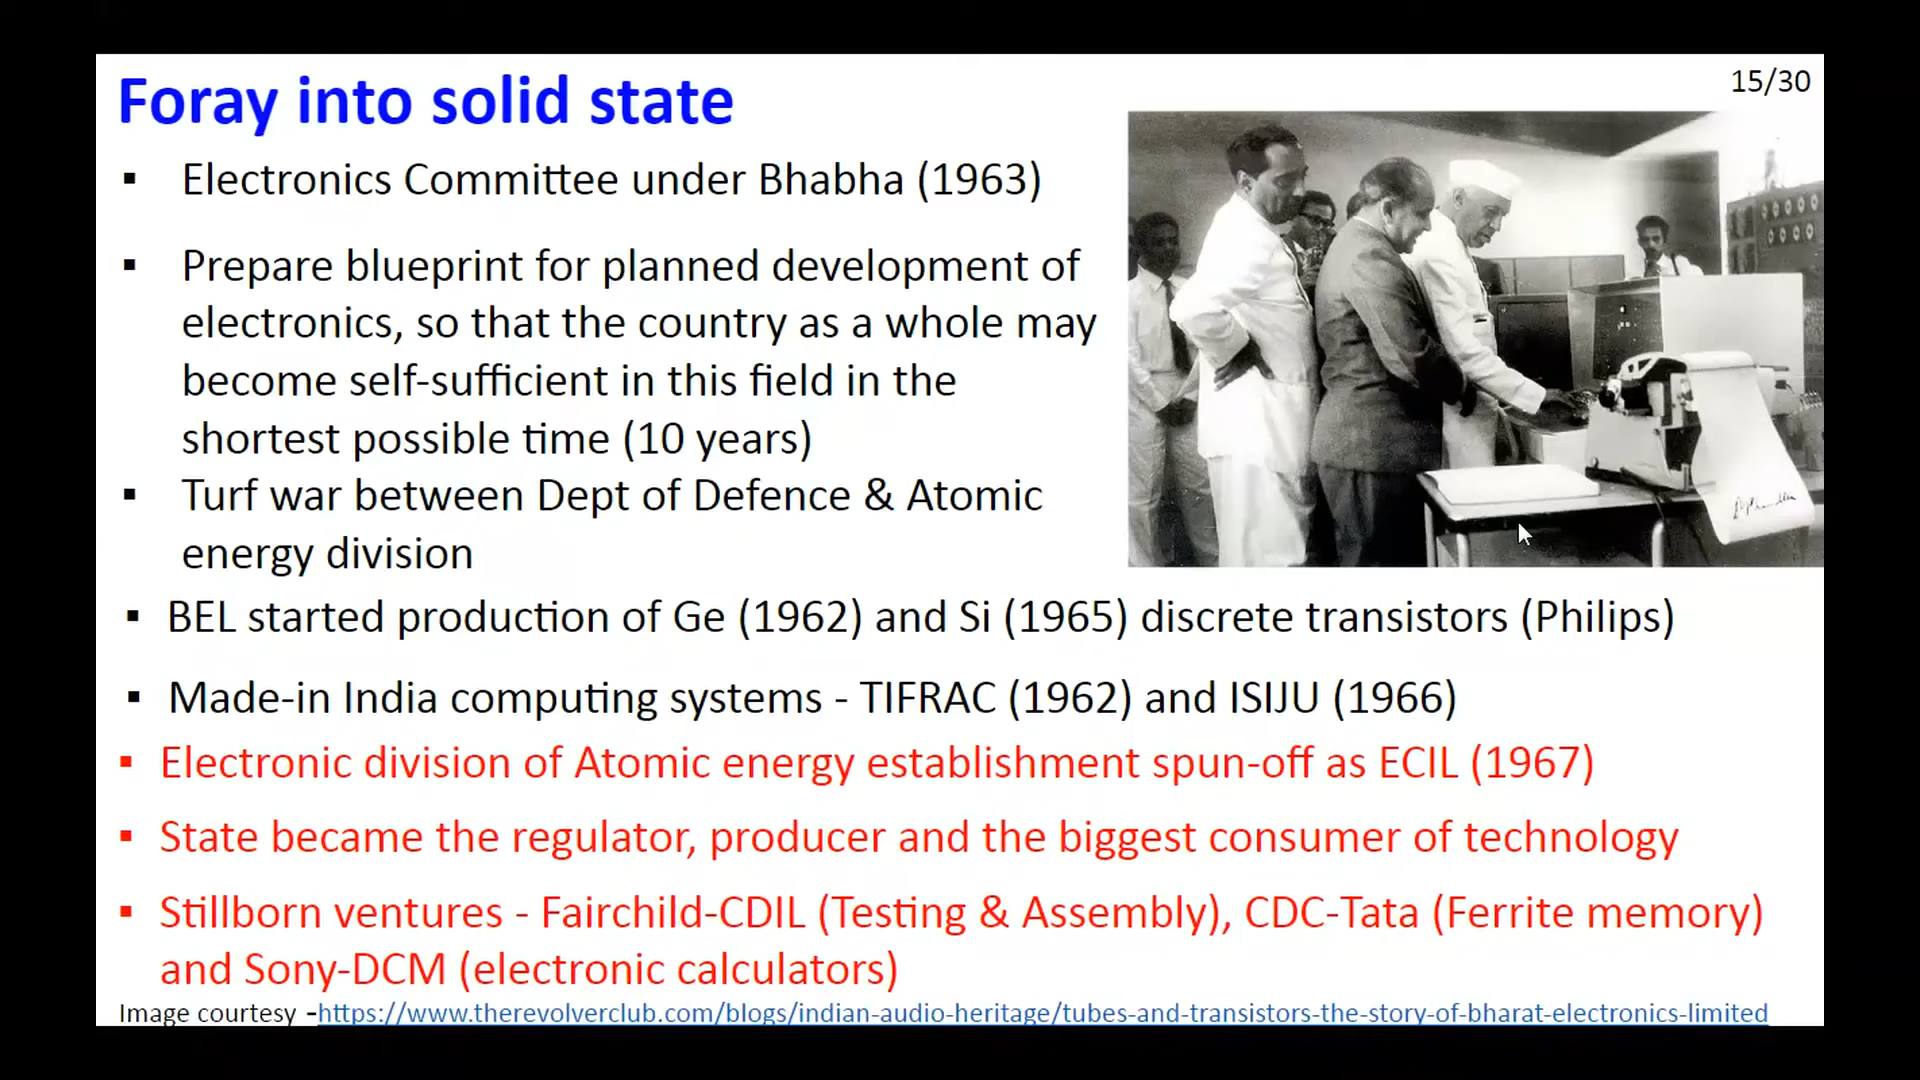 Foray into solid state
15/30
▪ Electronics Committee under Bhabha (1963)
▪ Prepare blueprint for planned development of
electronics, so that the country as a whole may
become self-sufficient in this field in the
shortest possible time (10 years)
▪ Turf war between Dept of Defence & Atomic
energy division
▪ BEL started production of Ge (1962) and Si (1965) discrete transistors (Philips)
▪ Made-in India computing systems - TIFRAC (1962) and ISIJU (1966)
▪ Electronic division of Atomic energy establishment spun-off as ECIL (1967)
▪ State became the regulator, producer and the biggest consumer of technology
▪ Stillborn ventures - Fairchild-CDIL (Testing & Assembly), CDC-Tata (Ferrite memory)
and Sony-DCM (electronic calculators)
Image courtesy -https://www.therevolverclub.com/blogs/indian-audio-heritage/tubes-and-transistors-the-story-of-bharat-electronics-limited